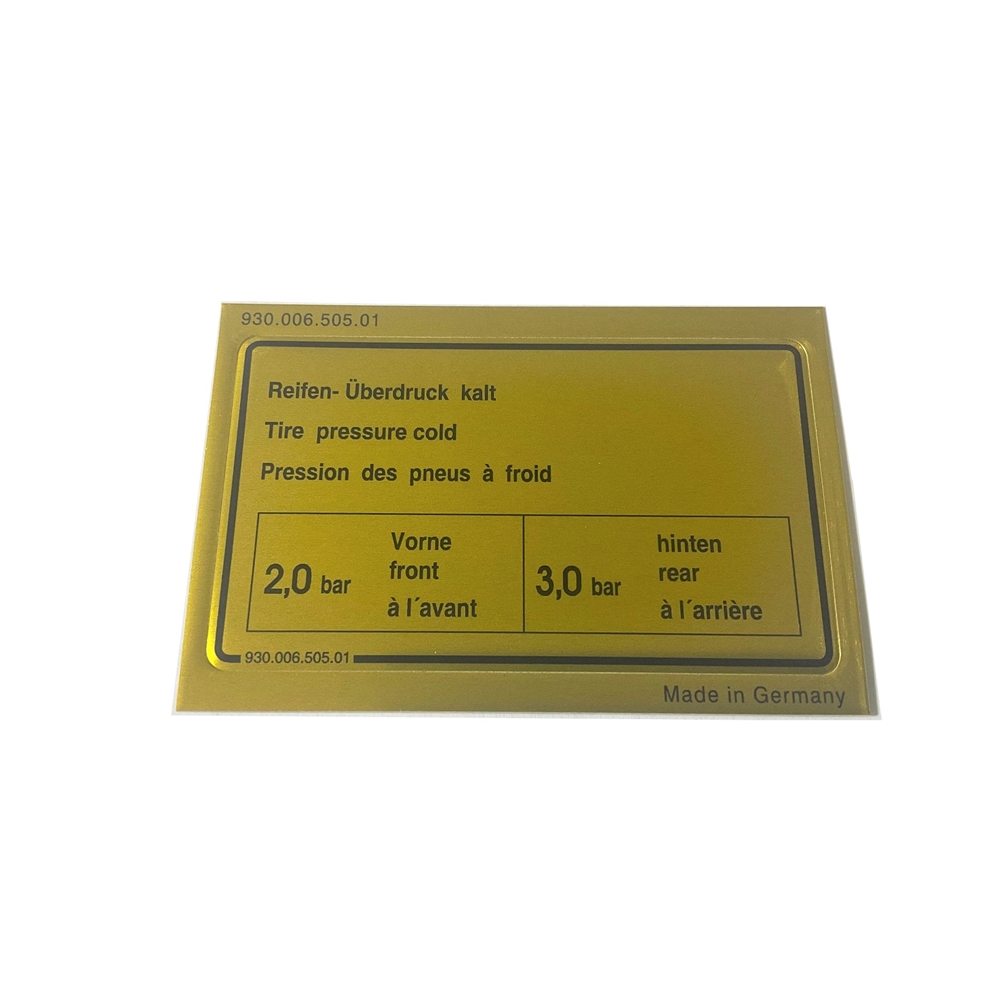 930.006.505.01
Reifen- Überdruck kalt
Tire pressure cold
Pression des pneus à froid
2,0 bar
Vorne
front
à l´avant
3,0 bar
hinten
rear
à l´arrière
930.006.505.01
Made in Germany